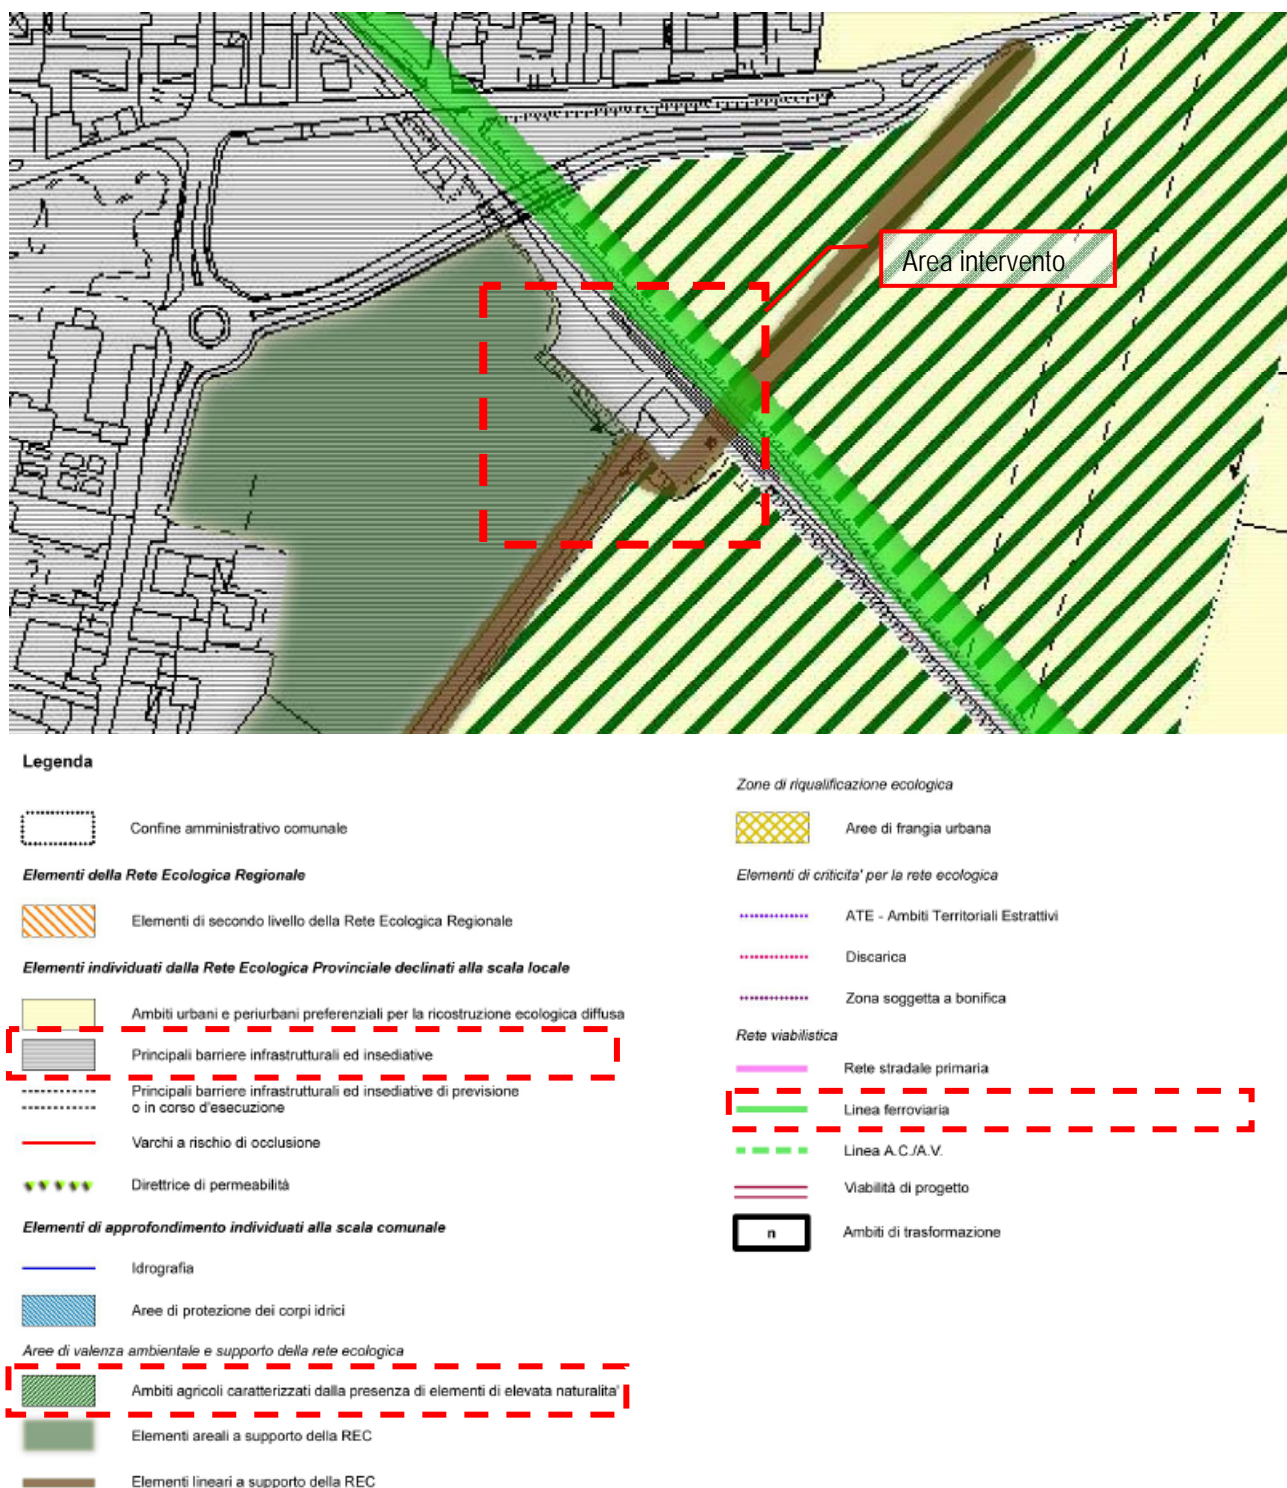 Area intervento
Legenda
Confine amministrativo comunale
Elementi della Rete Ecologica Regionale
Elementi di secondo livello della Rete Ecologica Regionale
Elementi individuati dalla Rete Ecologica Provinciale declinati alla scala locale
Ambiti urbani e periurbani preferenziali per la ricostruzione ecologica diffusa
Principali barriere infrastrutturali ed insediative
Principali barriere infrastrutturali ed insediative di previsione
o in corso d'esecuzione
Varchi a rischio di occlusione
Direttrice di permeabilità
Elementi di approfondimento individuati alla scala comunale
Idrografia
Aree di protezione dei corpi idrici
Aree di valenza ambientale e supporto della rete ecologica
Ambiti agricoli caratterizzati dalla presenza di elementi di elevata naturalita'
Elementi areali a supporto della REC
Elementi lineari a supporto della REC
Zone di riqualificazione ecologica
Aree di frangia urbana
Elementi di criticita' per la rete ecologica
ATE - Ambiti Territoriali Estrattivi
Discarica
Zona soggetta a bonifica
Rete viabilistica
Rete stradale primaria
Linea ferroviaria
Linea A.C./A.V.
Viabilità di progetto
n
Ambiti di trasformazione